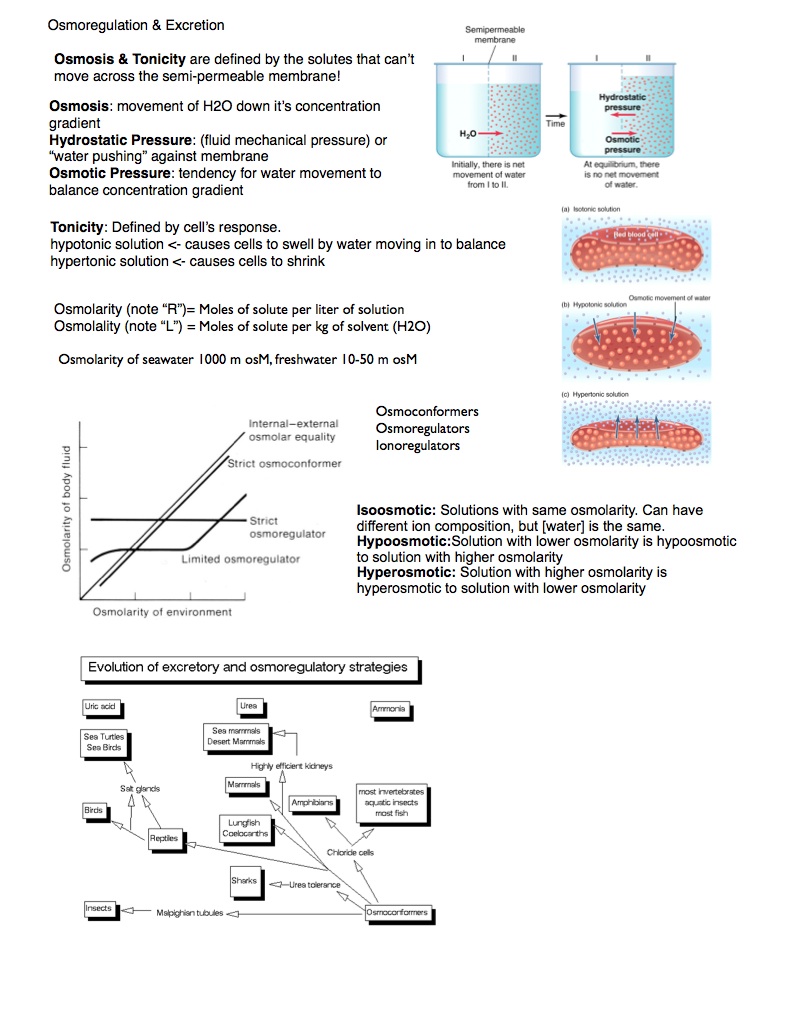 Osmoregulation & Excretion
Osmosis & Tonicity are defined by the solutes that can't
move across the semi-permeable membrane!
Osmosis: movement of H2O down it's concentration
gradient
Hydrostatic Pressure: (fluid mechanical pressure) or
"water pushing" against membrane
Osmotic Pressure: tendency for water movement to
balance concentration gradient
Semipermeable
membrane
I II
H₂O
Initially, there is net
movement of water
from I to II.
Time
I II
Hydrostatic
pressure
Osmotic
pressure
At equilibrium, there
is no net movement
of water.
Tonicity: Defined by cell's response.
hypotonic solution <- causes cells to swell by water moving in to balance
hypertonic solution <- causes cells to shrink
(a) Isotonic solution
Red blood cell
Osmotic movement of water
(b) Hypotonic solution
(c) Hypertonic solution
Osmolarity (note "R")= Moles of solute per liter of solution
Osmolality (note "L") = Moles of solute per kg of solvent (H2O)
Osmolarity of seawater 1000 m osM, freshwater 10-50 m osM
Osmoconformers
Osmoregulators
Ionoregulators
Osmolarity of body fluid
Internal–external
osmolar equality
Strict osmoconformer
Strict
osmoregulator
Limited osmoregulator
Osmolarity of environment
Isoosmotic: Solutions with same osmolarity. Can have
different ion composition, but [water] is the same.
Hypoosmotic:Solution with lower osmolarity is hypoosmotic
to solution with higher osmolarity
Hyperosmotic: Solution with higher osmolarity is
hyperosmotic to solution with lower osmolarity
Evolution of excretory and osmoregulatory strategies
Uric acid
Urea
Ammonia
Sea Turtles
Sea Birds
Sea mammals
Desert Mammals
Highly efficient kidneys
Salt glands
Mammals
most invertebrates
aquatic insects
most fish
Birds
Amphibians
Lungfish
Coelocanths
Reptiles
Chloride cells
Sharks
Urea tolerance
Insects
Malpighian tubules
Osmoconformers